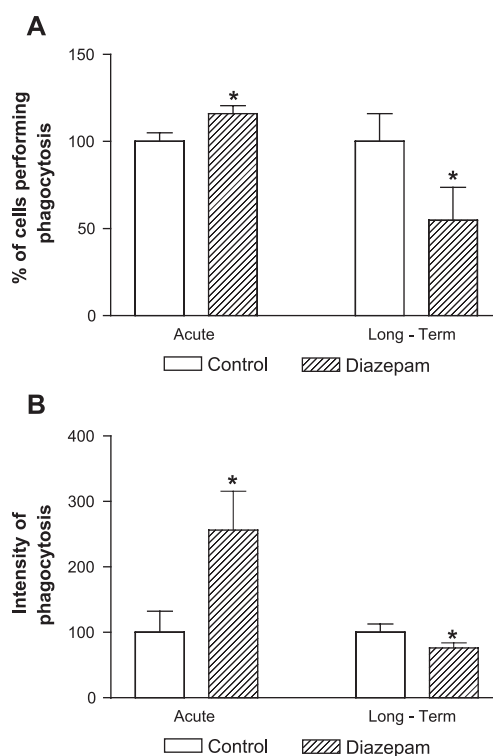 A
% of cells performing
phagocytosis
150
100
50
0
*
*
Acute
Long - Term
Control
Diazepam
B
Intensity of
phagocytosis
400
300
200
100
0
*
*
Acute
Long - Term
Control
Diazepam